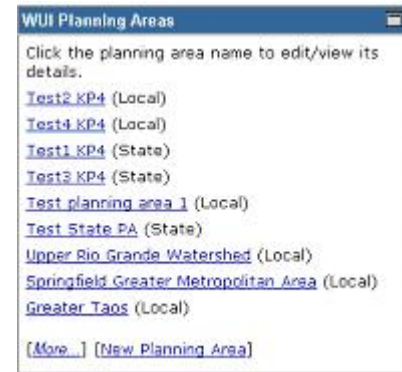 WUI Planning Areas
Click the planning area name to edit/view its
details.
Test2 KP4 (Local)
Test4 KP4 (Local)
Test1 KP4 (State)
Test3 KP4 (State)
Test planning area 1 (Local)
Test State PA (State)
Upper Rio Grande Watershed (Local)
Springfield Greater Metropolitan Area (Local)
Greater Taos (Local)
[More...] [New Planning Area]